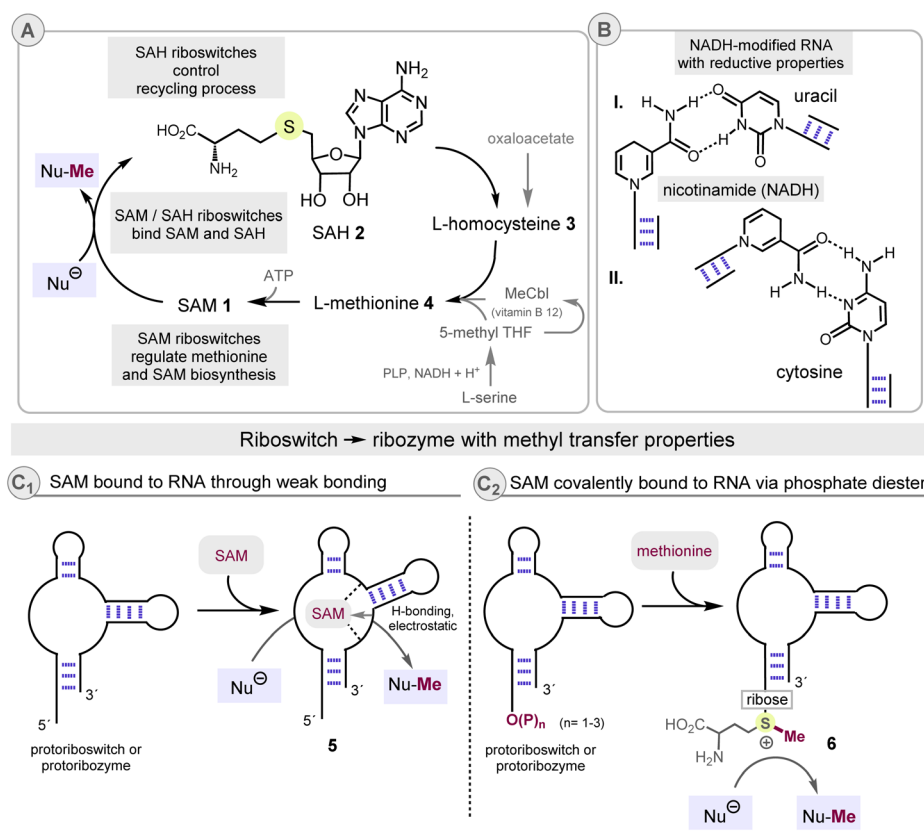 A
SAH riboswitches
control
recycling process
NH₂
N
N
N
N
HO₂C
S
NH₂
O
HO
OH
SAH 2
oxaloacetate
Nu-Me
SAM / SAH riboswitches
bind SAM and SAH
L-homocysteine 3
Nu⊖
ATP
SAM 1
L-methionine 4
MeCbl
(vitamin B 12)
5-methyl THF
SAM riboswitches
regulate methionine
and SAM biosynthesis
PLP, NADH + H⁺
L-serine
B
NADH-modified RNA
with reductive properties
I.
H
N
H
O
uracil
H
N
N
O
O
N
nicotinamide (NADH)
N
O
H
N
H
II.
N
H
H
N
O
N
cytosine
Riboswitch → ribozyme with methyl transfer properties
C₁
SAM bound to RNA through weak bonding
SAM
SAM
H-bonding,
electrostatic
Nu⊖
Nu-Me
3´
3´
5´
5´
protoriboswitch or
protoribozyme
5
C₂
SAM covalently bound to RNA via phosphate diester
methionine
3´
3´
O(P)ₙ
(n= 1-3)
protoriboswitch or
protoribozyme
ribose
HO₂C
S
⊕
Me
H₂N
6
Nu⊖
Nu-Me